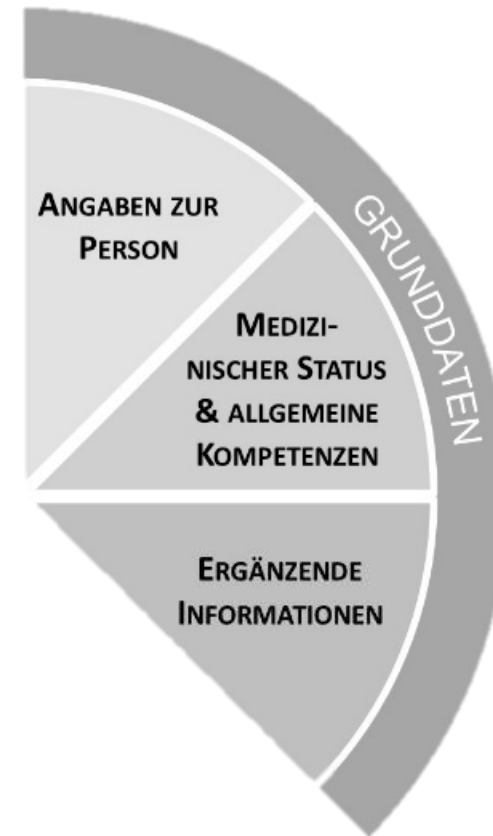 ANGABEN ZUR
PERSON
GRUNDDATEN
MEDIZI-
NISCHER STATUS
& ALLGEMEINE
KOMPETENZEN
ERGÄNZENDE
INFORMATIONEN